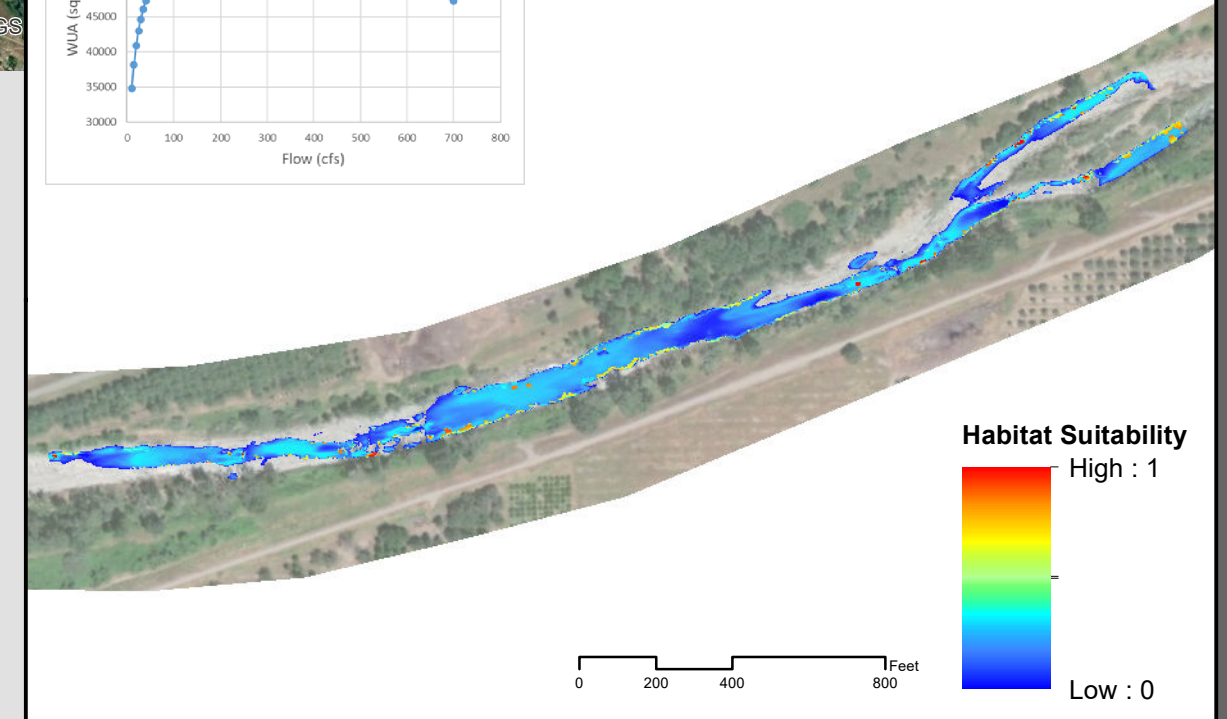 GS
WUA (sq
45000
40000
35000
30000
0 100 200 300 400 500 600 700 800
Flow (cfs)
Habitat Suitability
High : 1
Low : 0
Feet
0 200 400 800